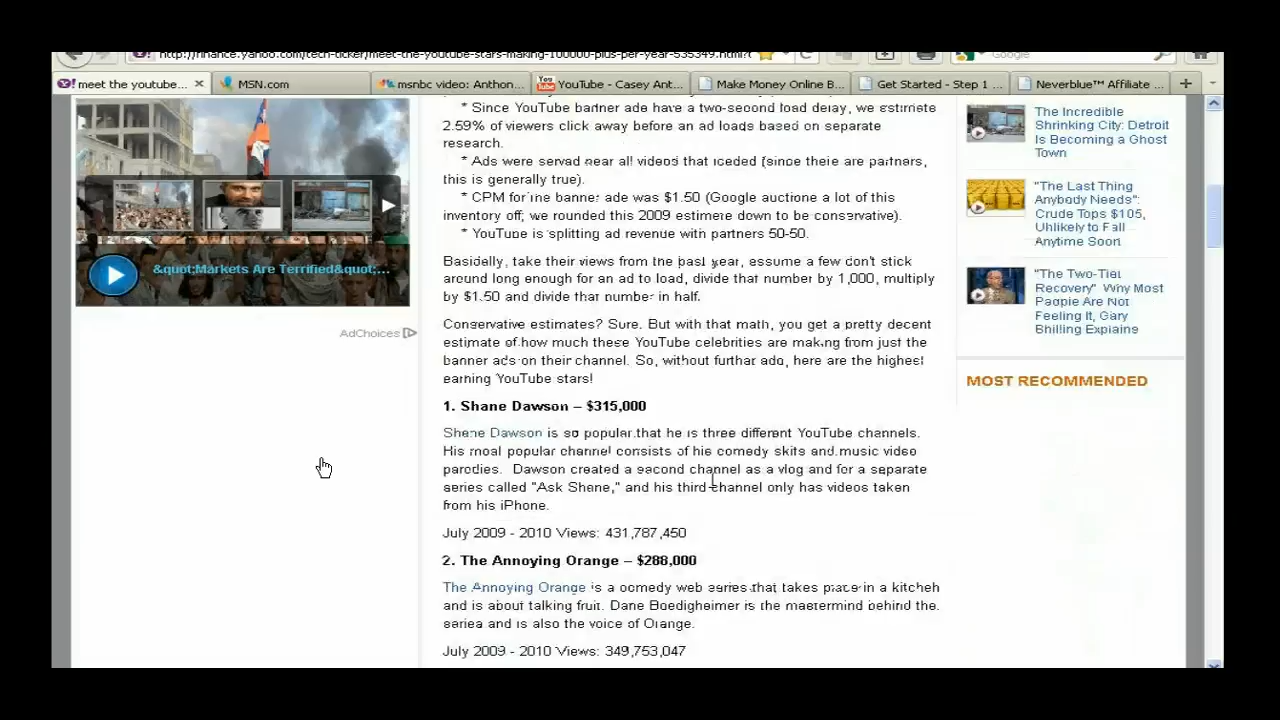 http://finance.yahoo.com/tech-ticker/meet-the-youtube-stars-making-100000-plus-per-year-535349.html?c
Google
meet the youtube...
MSN.com
msnbc video: Anthon...
YouTube - Casey Ant...
Make Money Online B...
Get Started - Step 1 ...
Neverblue™ Affiliate ...
&quot;Markets Are Terrified&quot;...
AdChoices
* Since YouTube banner ads have a two-second load delay, we estimate
2.59% of viewers click away before an ad loads based on separate
research.
* Ads were served near all videos that (since these are partners,
this is generally true).
* CPM for the banner ads was $1.50 (Google auctions a lot of this
inventory off, we rounded this 2009 estimate down to be conservative).
* YouTube is splitting ad revenue with partners 50-50.
Basically, take their views from the past year, assume a few don't stick
around long enough for an ad to load, divide that number by 1,000, multiply
by $1.50 and divide that number in half.
Conservative estimates? Sure. But with that math, you get a pretty decent
estimate of how much these YouTube celebrities are making from just the
banner ads on their channel. So, without further ado, here are the highest
earning YouTube stars!
1. Shane Dawson – $315,000
Shane Dawson is so popular that he is three different YouTube channels.
His most popular channel consists of his comedy skits and music video
parodies. Dawson created a second channel as a vlog and for a separate
series called "Ask Shane," and his third channel only has videos taken
from his iPhone.
July 2009 - 2010 Views: 431,787,450
2. The Annoying Orange – $288,000
The Annoying Orange is a comedy web series that takes place in a kitchen
and is about talking fruit. Dane Boedigheimer is the mastermind behind the
series and is also the voice of Orange.
July 2009 - 2010 Views: 349,753,047
The Incredible
Shrinking City: Detroit
Is Becoming a Ghost
Town
"The Last Thing
Anybody Needs":
Crude Tops $105,
Unlikely to Fall
Anytime Soon
"The Two-Tier
Recovery" Why Most
People Are Not
Feeling It, Gary
Shilling Explains
MOST RECOMMENDED